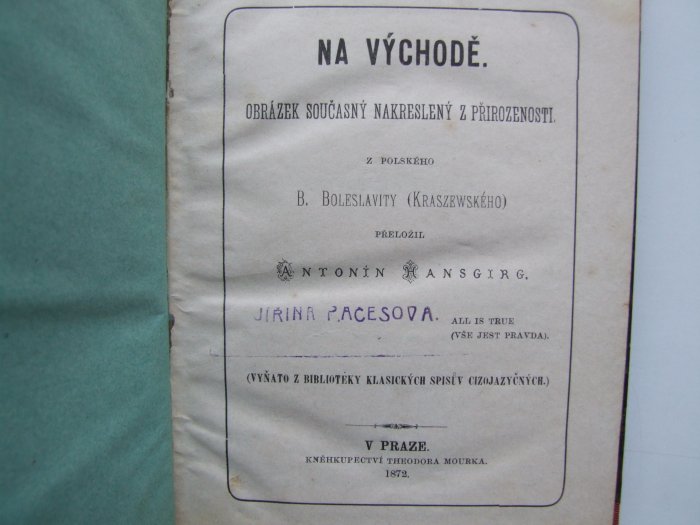 NA VÝCHODĚ.
OBRÁZEK SOUČASNÝ NAKRESLENÝ Z PŘIROZENOSTI.
Z POLSKÉHO
B. BOLESLAVITY (KRASZEWSKÉHO)
PŘELOŽIL
ANTONÍN HANSGIRG.
JIŘINA PACESOVA.
ALL IS TRUE
(VŠE JEST PRAVDA).
(VYŇATO Z BIBLIOTÉKY KLASICKÝCH SPISŮV CIZOJAZYČNÝCH.)
V PRAZE.
KNĚHKUPECTVÍ THEODORA MOURKA.
1872.